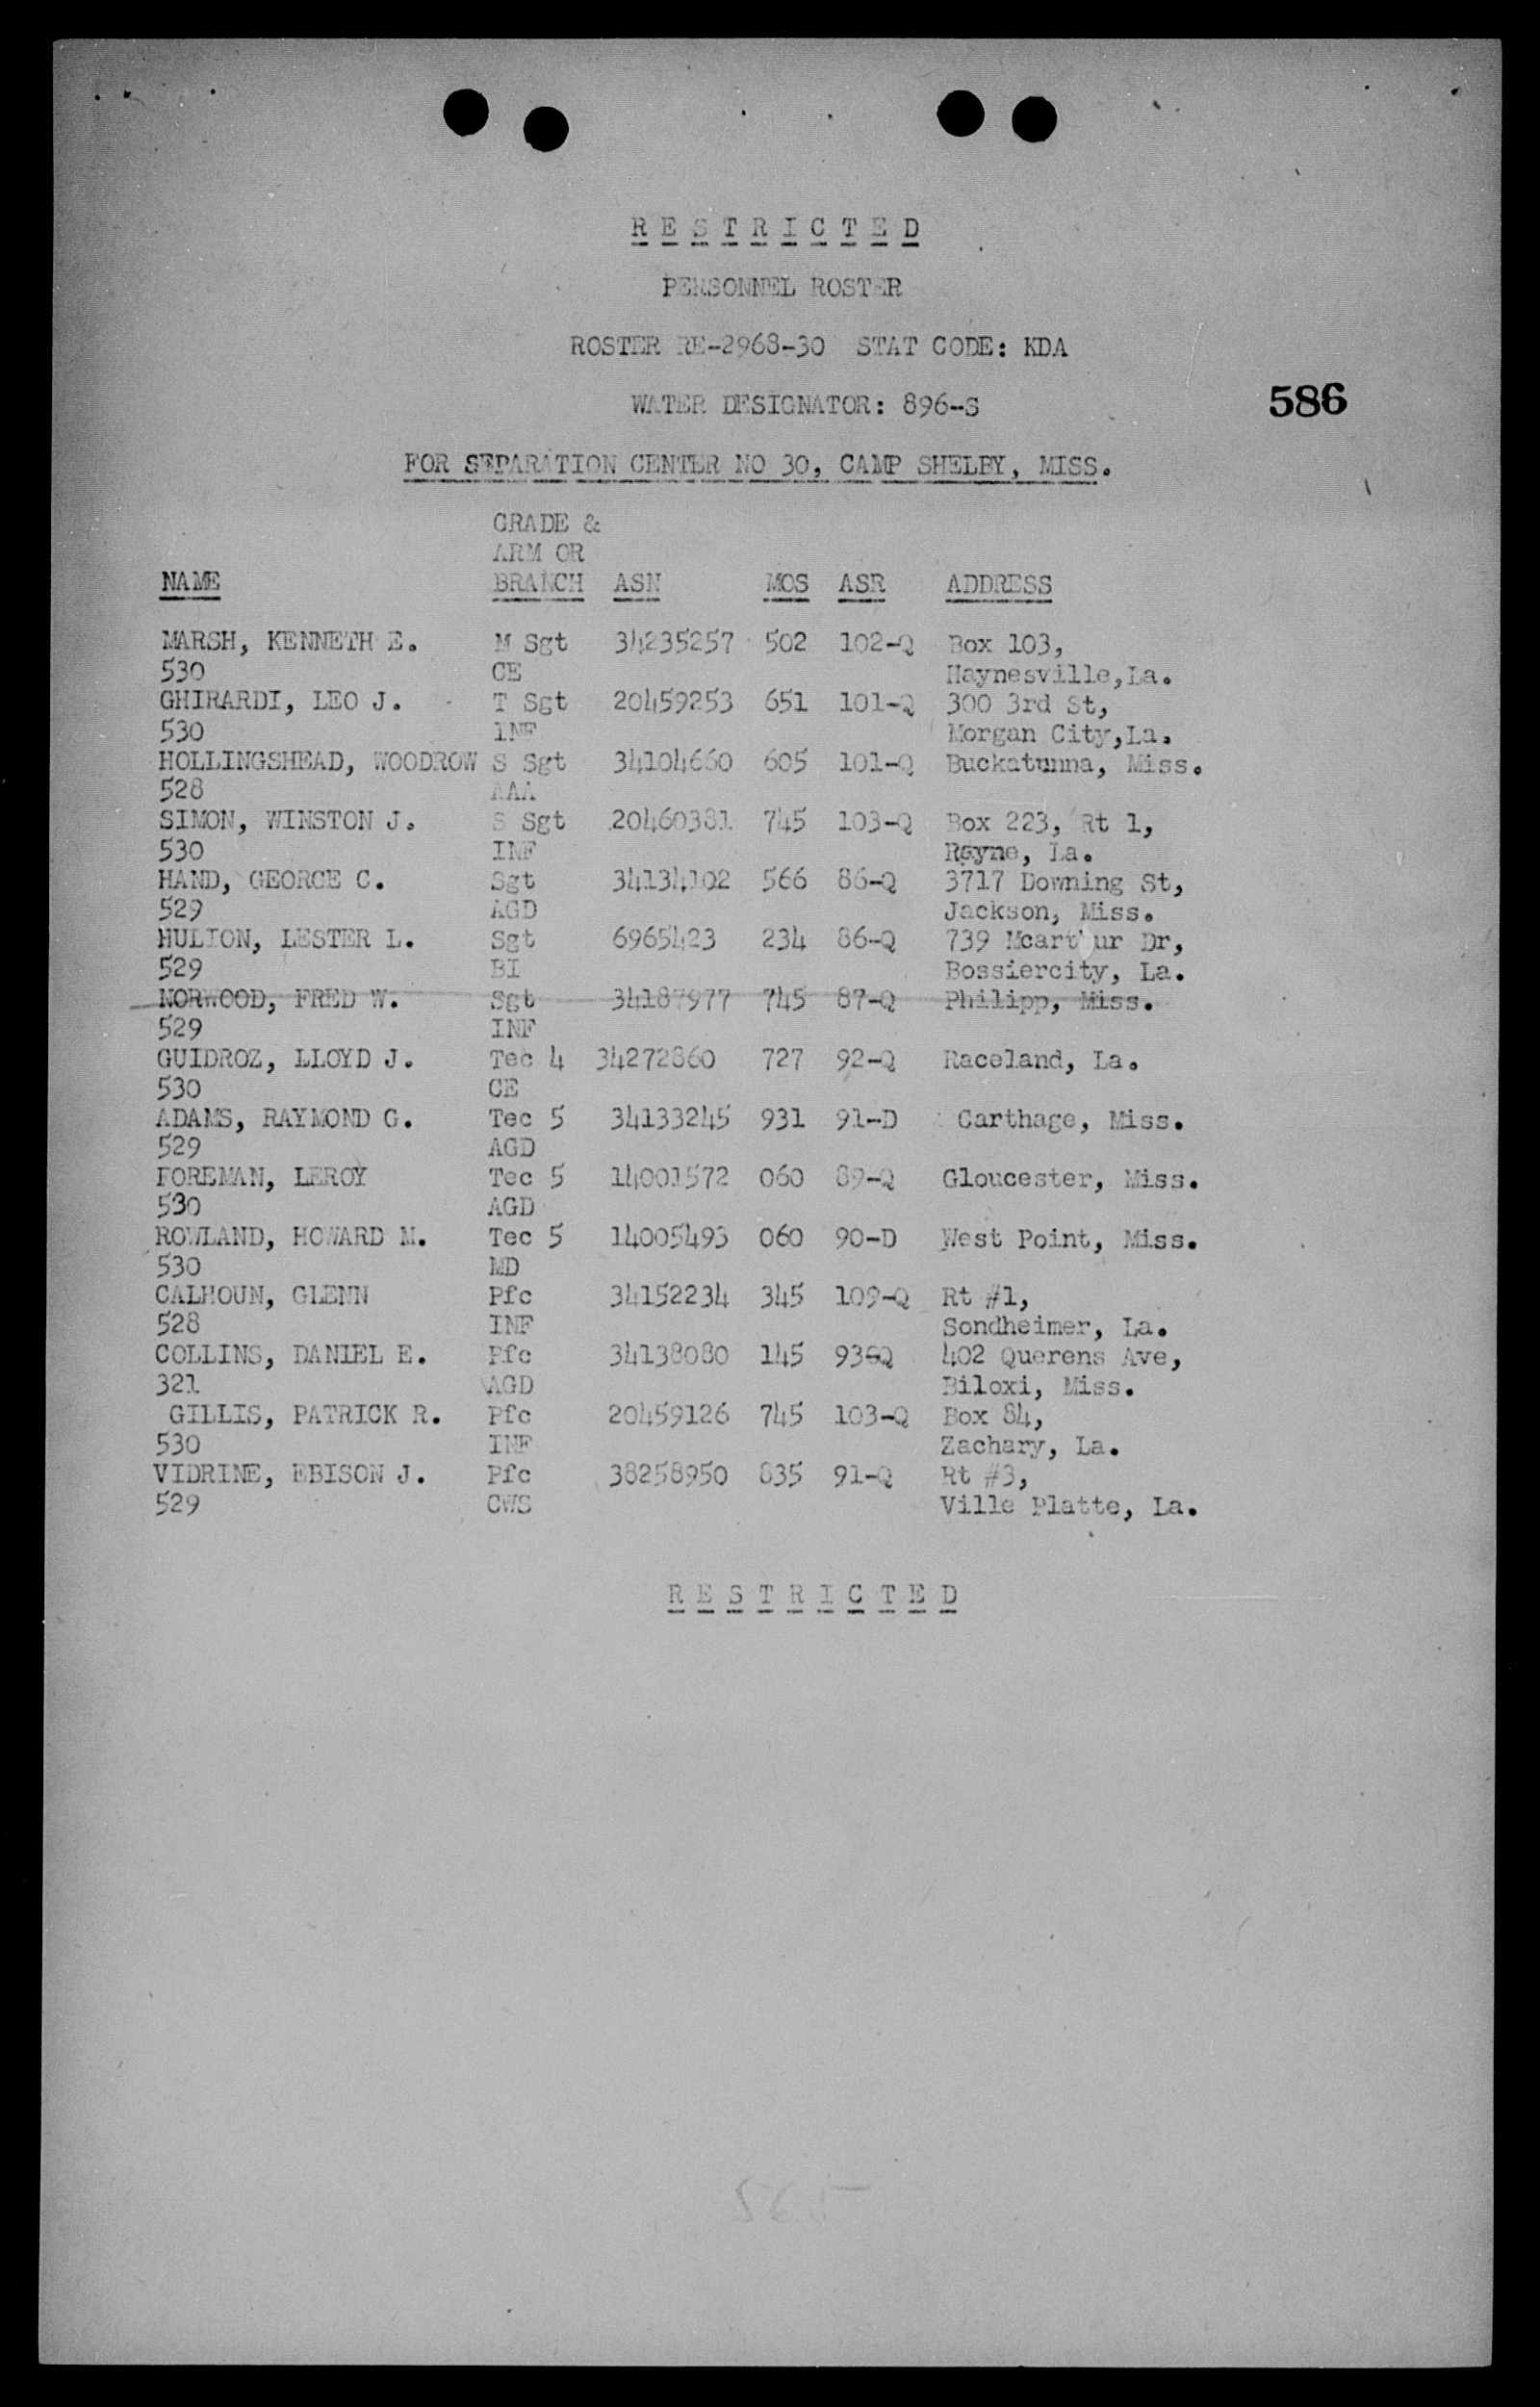 R E S T R I C T E D
PERSONNEL ROSTER
ROSTER RE-2968-30 STAT CODE: KDA
WATER DESIGNATOR: 896-S
586
FOR SEPARATION CENTER NO 30, CAMP SHELBY, MISS.
GRADE &
ARM OR
NAME BRANCH ASN MOS ASR ADDRESS
MARSH, KENNETH E. M Sgt 34235257 502 102-Q Box 103,
530 CE Haynesville,La.
GHIRARDI, LEO J. T Sgt 20459253 651 101-Q 300 3rd St,
530 INF Morgan City,La.
HOLLINGSHEAD, WOODROW S Sgt 34104660 605 101-Q Buckatunna, Miss.
528 AAA
SIMON, WINSTON J. S Sgt 20460381 745 103-Q Box 223, Rt 1,
530 INF Rayne, La.
HAND, GEORGE C. Sgt 34134102 566 86-Q 3717 Downing St,
529 AGD Jackson, Miss.
HULTON, LESTER L. Sgt 6965423 234 86-Q 739 Mcarthur Dr,
529 BI Bossiercity, La.
NORWOOD, FRED W. Sgt 34187977 745 87-Q Philipp, Miss.
529 INF
GUIDROZ, LLOYD J. Tec 4 34272860 727 92-Q Raceland, La.
530 CE
ADAMS, RAYMOND G. Tec 5 34133245 931 91-D Carthage, Miss.
529 AGD
FOREMAN, LEROY Tec 5 14001572 060 89-Q Gloucester, Miss.
530 AGD
ROWLAND, HOWARD M. Tec 5 14005493 060 90-D West Point, Miss.
530 MD
CALHOUN, GLENN Pfc 34152234 345 109-Q Rt #1,
528 INF Sondheimer, La.
COLLINS, DANIEL E. Pfc 34138080 145 93-Q 402 Querens Ave,
321 AGD Biloxi, Miss.
GILLIS, PATRICK R. Pfc 20459126 745 103-Q Box 84,
530 INF Zachary, La.
VIDRINE, EBISON J. Pfc 38258950 835 91-Q Rt #3,
529 CWS Ville Platte, La.
R E S T R I C T E D
565